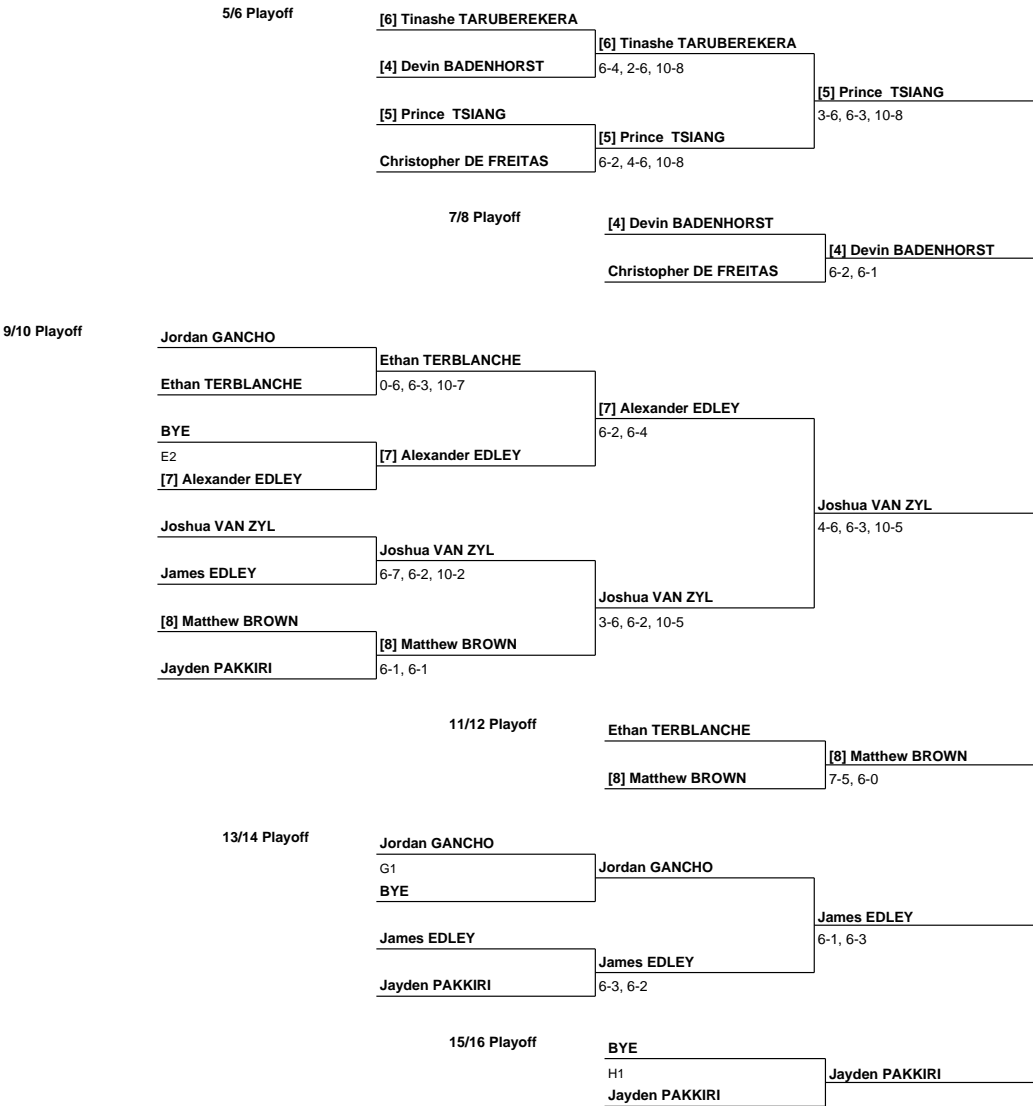 5/6 Playoff
[6] Tinashe TARUBEREKERA
[6] Tinashe TARUBEREKERA
[4] Devin BADENHORST
6-4, 2-6, 10-8
[5] Prince TSIANG
[5] Prince TSIANG
3-6, 6-3, 10-8
[5] Prince TSIANG
Christopher DE FREITAS
6-2, 4-6, 10-8
7/8 Playoff
[4] Devin BADENHORST
[4] Devin BADENHORST
Christopher DE FREITAS
6-2, 6-1
9/10 Playoff
Jordan GANCHO
Ethan TERBLANCHE
Ethan TERBLANCHE
0-6, 6-3, 10-7
[7] Alexander EDLEY
BYE
6-2, 6-4
E2
[7] Alexander EDLEY
[7] Alexander EDLEY
Joshua VAN ZYL
Joshua VAN ZYL
4-6, 6-3, 10-5
Joshua VAN ZYL
James EDLEY
6-7, 6-2, 10-2
Joshua VAN ZYL
[8] Matthew BROWN
3-6, 6-2, 10-5
[8] Matthew BROWN
Jayden PAKKIRI
6-1, 6-1
11/12 Playoff
Ethan TERBLANCHE
[8] Matthew BROWN
[8] Matthew BROWN
7-5, 6-0
13/14 Playoff
Jordan GANCHO
G1
Jordan GANCHO
BYE
James EDLEY
James EDLEY
6-1, 6-3
James EDLEY
Jayden PAKKIRI
6-3, 6-2
15/16 Playoff
BYE
H1
Jayden PAKKIRI
Jayden PAKKIRI